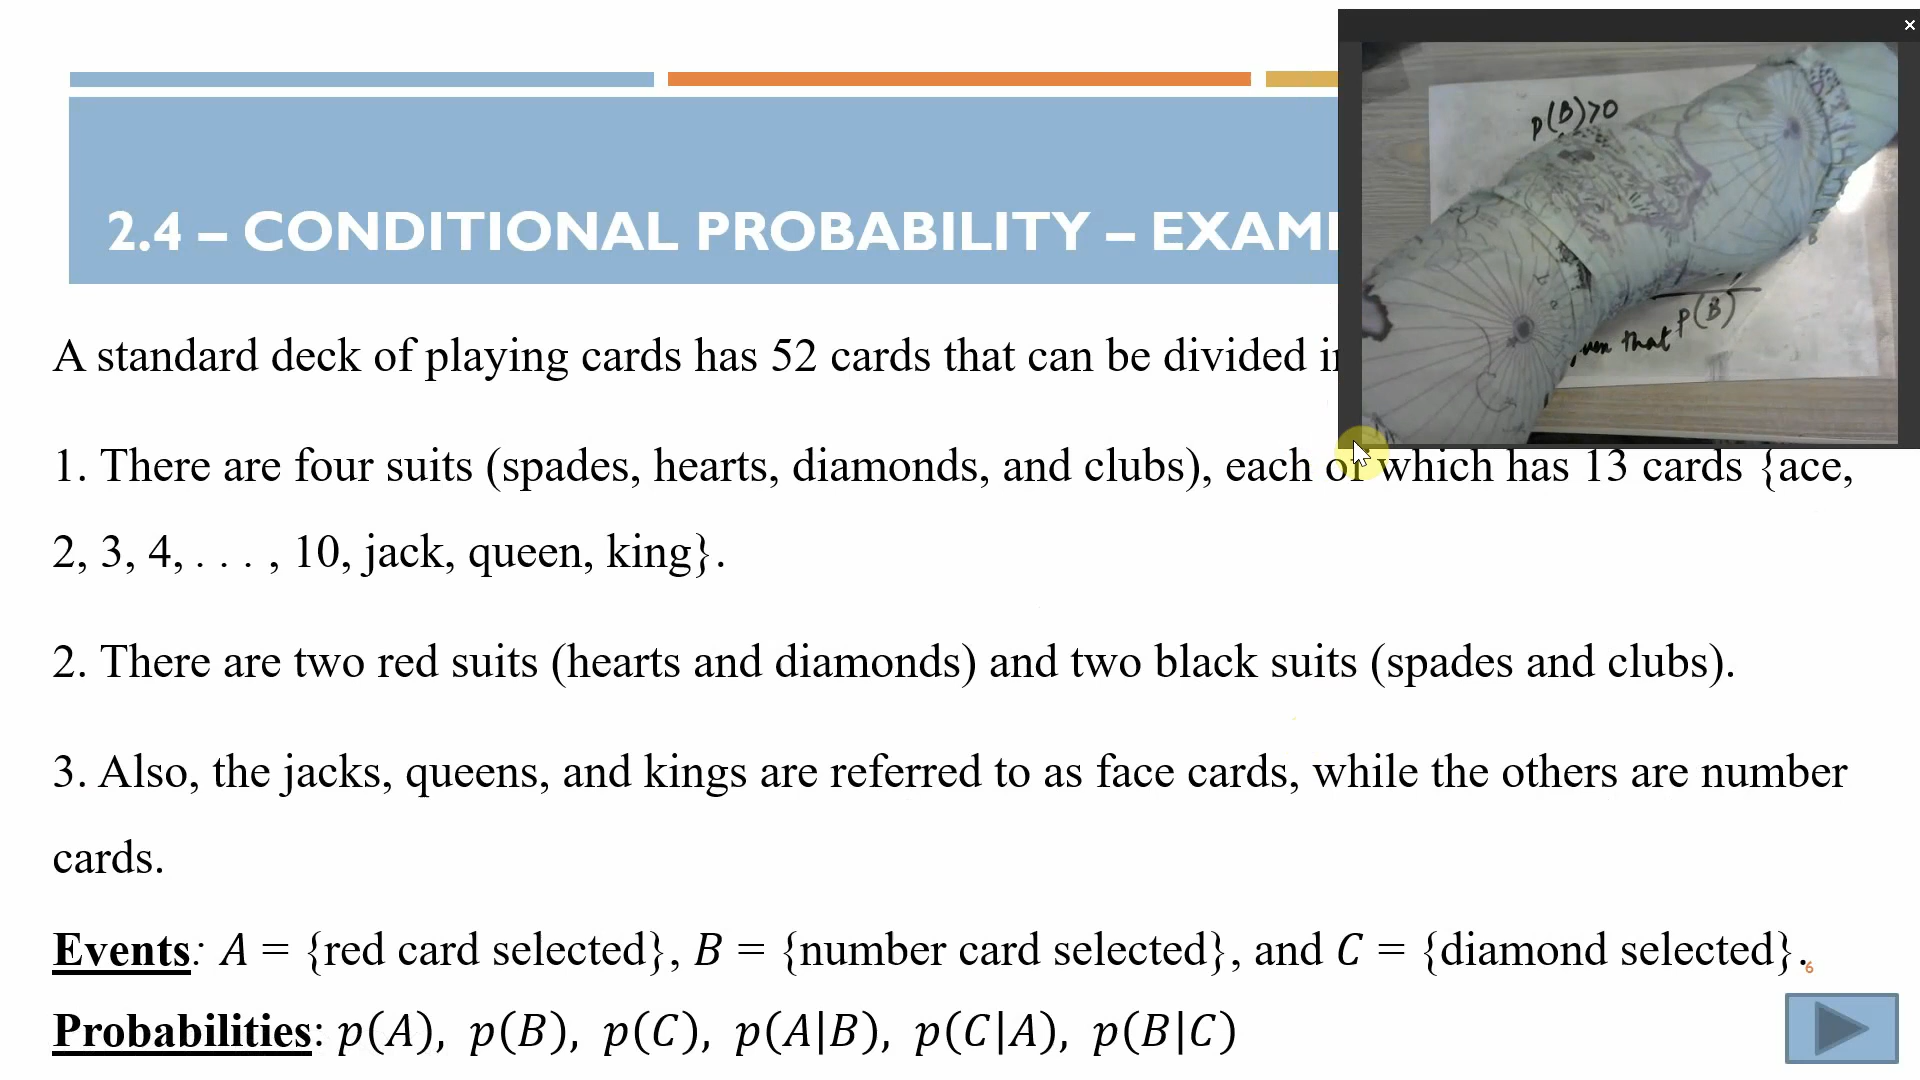 2.4 – CONDITIONAL PROBABILITY –
A standard deck of playing cards has 52 cards that can be divided
1. There are four suits (spades, hearts, diamonds, and clubs), each of which has 13 cards {ace,
2, 3, 4, . . . , 10, jack, queen, king}.
2. There are two red suits (hearts and diamonds) and two black suits (spades and clubs).
3. Also, the jacks, queens, and kings are referred to as face cards, while the others are number
cards.
Events: A = {red card selected}, B = {number card selected}, and C = {diamond selected}.
6
Probabilities: p(A), p(B), p(C), p(A|B), p(C|A), p(B|C)
p(B)>0
p(B)
that